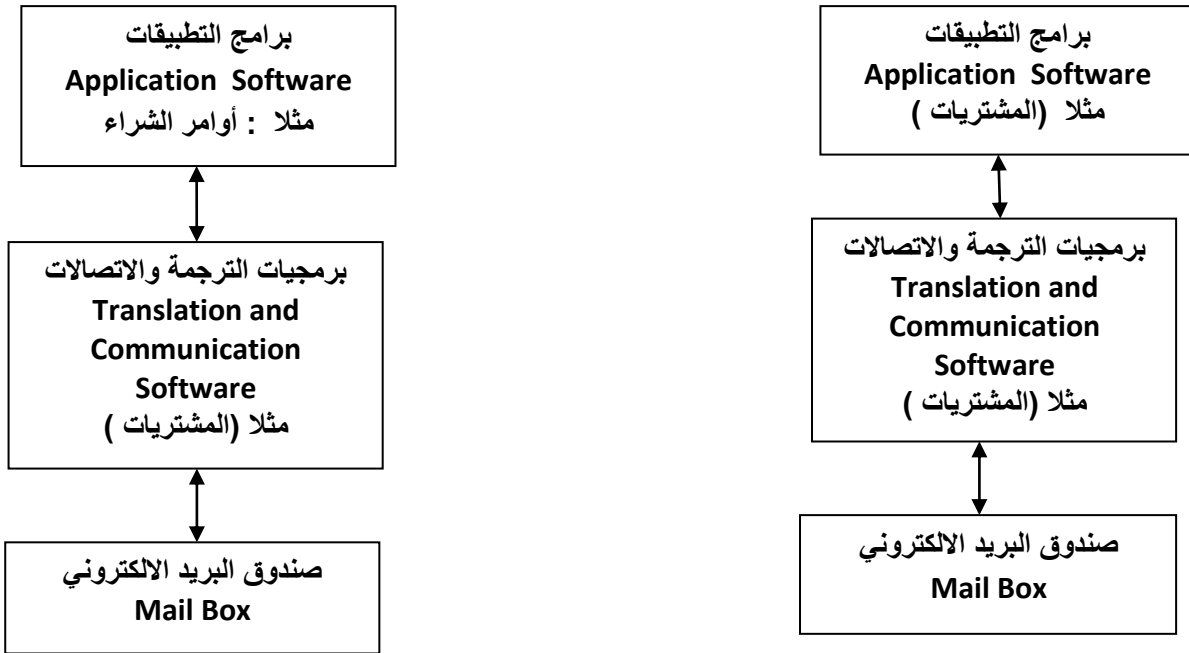 برامج التطبيقات
Application Software
مثلا : أوامر الشراء
برمجيات الترجمة والاتصالات
Translation and
Communication
Software
مثلا (المشتريات )
صندوق البريد الالكتروني
Mail Box
برامج التطبيقات
Application Software
مثلا (المشتريات )
برمجيات الترجمة والاتصالات
Translation and
Communication
Software
مثلا (المشتريات )
صندوق البريد الالكتروني
Mail Box